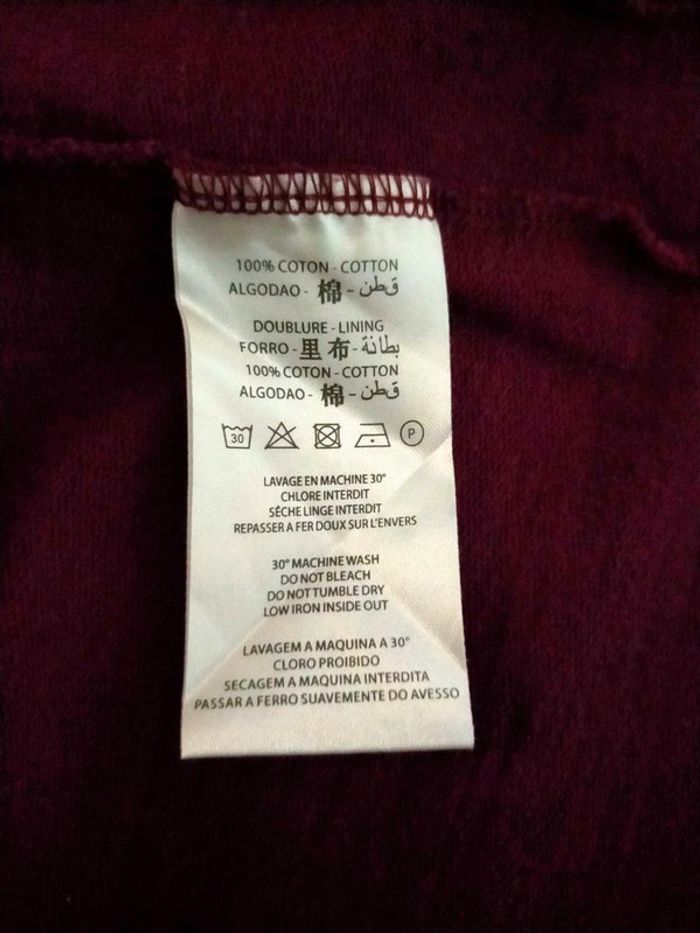 100% COTON - COTTON
ALGODAO - 棉 - قطن
DOUBLURE - LINING
FORRO - 里布 - بطانة
100% COTON - COTTON
ALGODAO - 棉 - قطن
30 P
LAVAGE EN MACHINE 30°
CHLORE INTERDIT
SÉCHE LINGE INTERDIT
REPASSER A FER DOUX SUR L'ENVERS
30° MACHINE WASH
DO NOT BLEACH
DO NOT TUMBLE DRY
LOW IRON INSIDE OUT
LAVAGEM A MAQUINA A 30°
CLORO PROIBIDO
SECAGEM A MAQUINA INTERDITA
PASSAR A FERRO SUAVEMENTE DO AVESSO